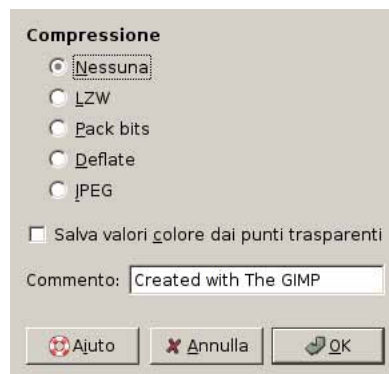 Compressione
Nessuna
LZW
Pack bits
Deflate
JPEG
Salva valori colore dai punti trasparenti
Commento: Created with The GIMP
Aiuto Annulla OK